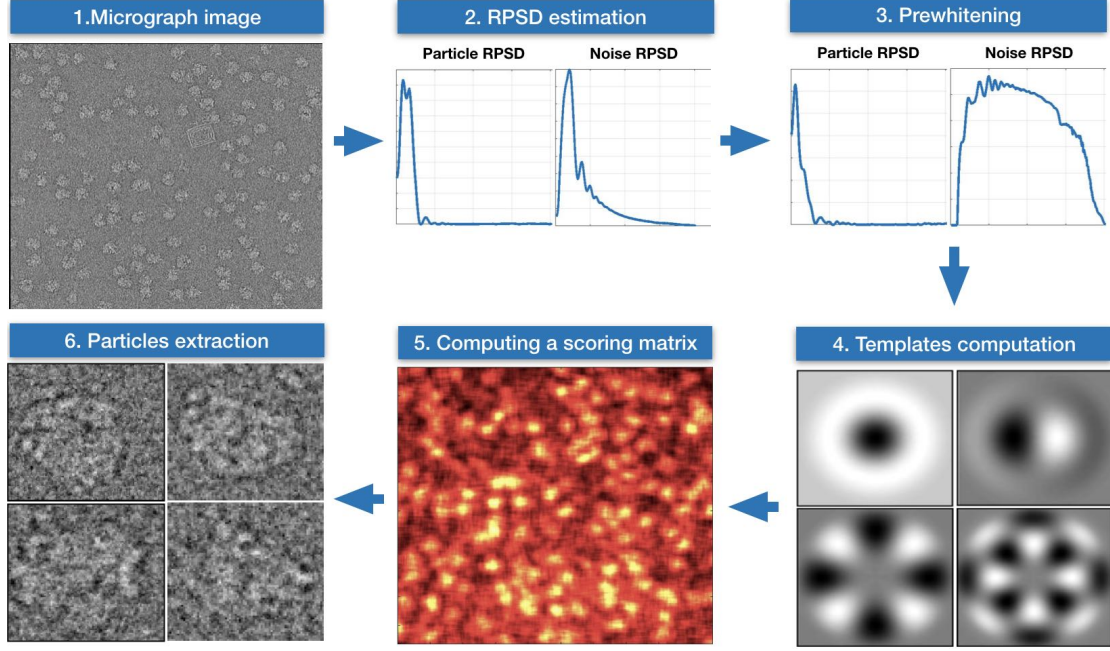 1.Micrograph image
2. RPSD estimation
3. Prewhitening
Particle RPSD
Noise RPSD
Particle RPSD
Noise RPSD
6. Particles extraction
5. Computing a scoring matrix
4. Templates computation